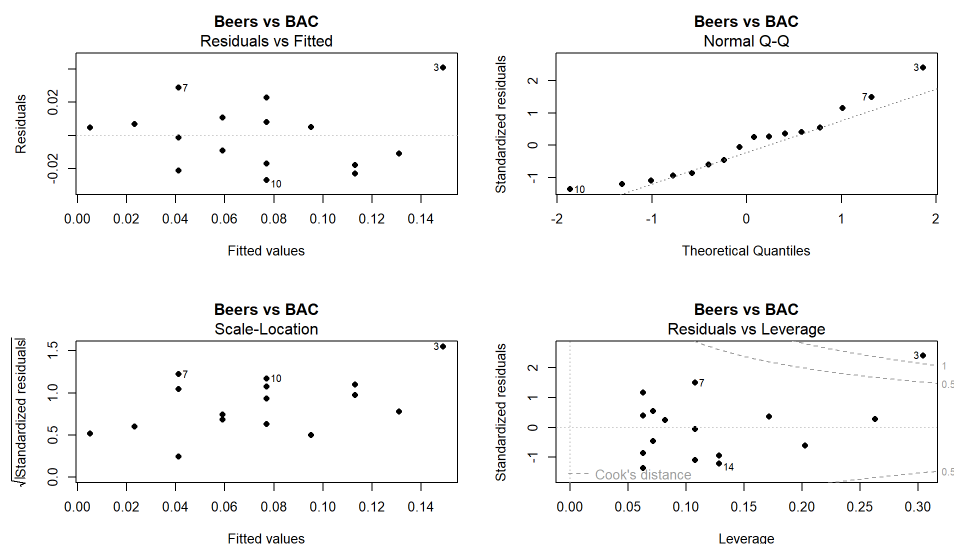 Beers vs BAC
Residuals vs Fitted
Residuals
0.02
-0.02
3
7
10
0.00 0.02 0.04 0.06 0.08 0.10 0.12 0.14
Fitted values
Beers vs BAC
Normal Q-Q
Standardized residuals
2
1
0
-1
3
7
10
-2 -1 0 1 2
Theoretical Quantiles
Beers vs BAC
Scale-Location
√|Standardized residuals|
1.5
1.0
0.5
0.0
3
7
10
0.00 0.02 0.04 0.06 0.08 0.10 0.12 0.14
Fitted values
Beers vs BAC
Residuals vs Leverage
Standardized residuals
2
1
0
-1
3
7
14
1
0.5
0.5
Cook's distance
0.00 0.05 0.10 0.15 0.20 0.25 0.30
Leverage